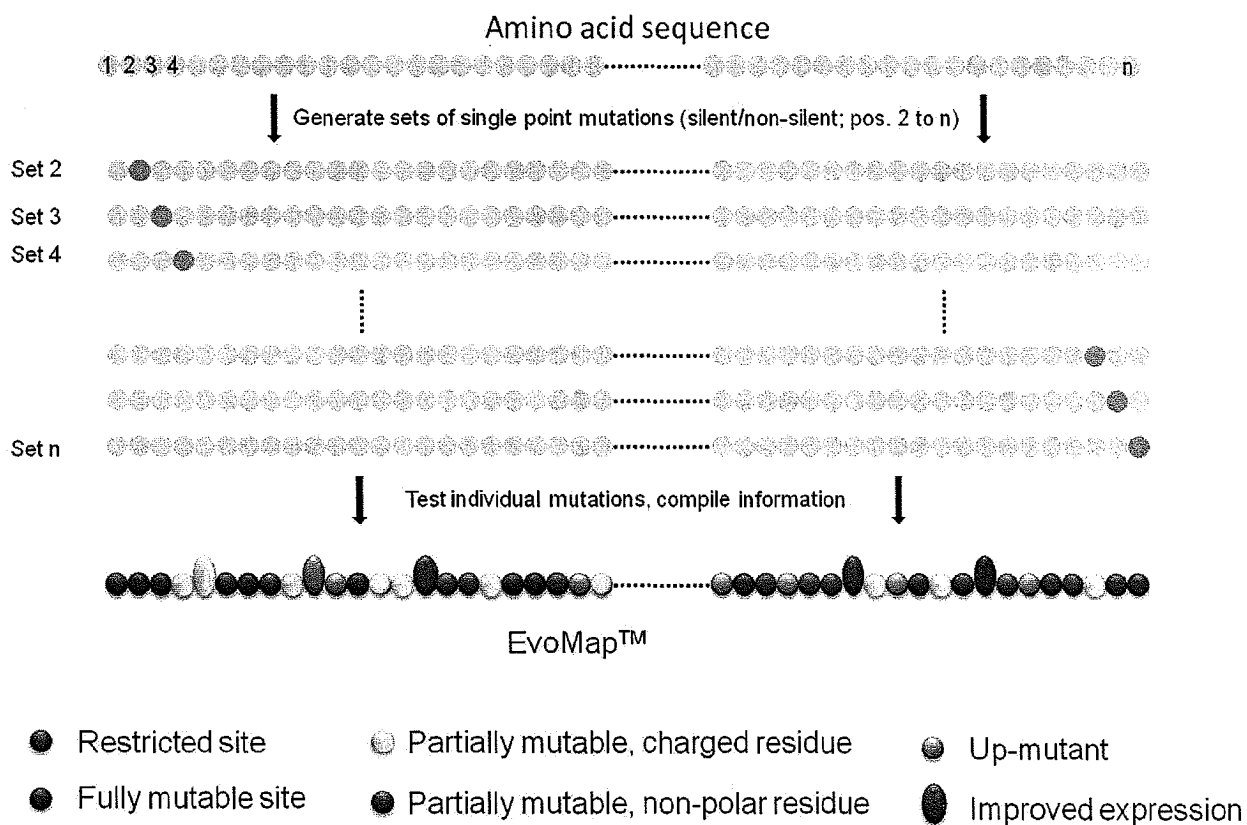 Amino acid sequence
1 2 3 4 n
Generate sets of single point mutations (silent/non-silent; pos. 2 to n)
Set 2
Set 3
Set 4
Set n
Test individual mutations, compile information
EvoMap™
Restricted site
Partially mutable, charged residue
Up-mutant
Fully mutable site
Partially mutable, non-polar residue
Improved expression